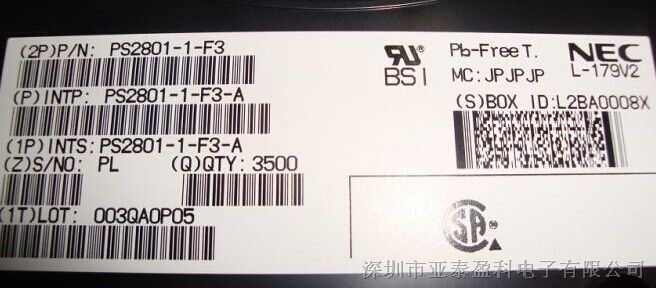 (2P)P/N: PS2801-1-F3
(P)INTP: PS2801-1-F3-A
(1P)INTS: PS2801-1-F3-A
(Z)S/NO: PL (Q)QTY: 3500
(1T)LOT: 003QA0P05
BSI
Pb-Free T. NEC
MC: JPJPJP L-179V2
(S)BOX ID:L2BA0008X
深圳市亚泰盈科电子有限公司